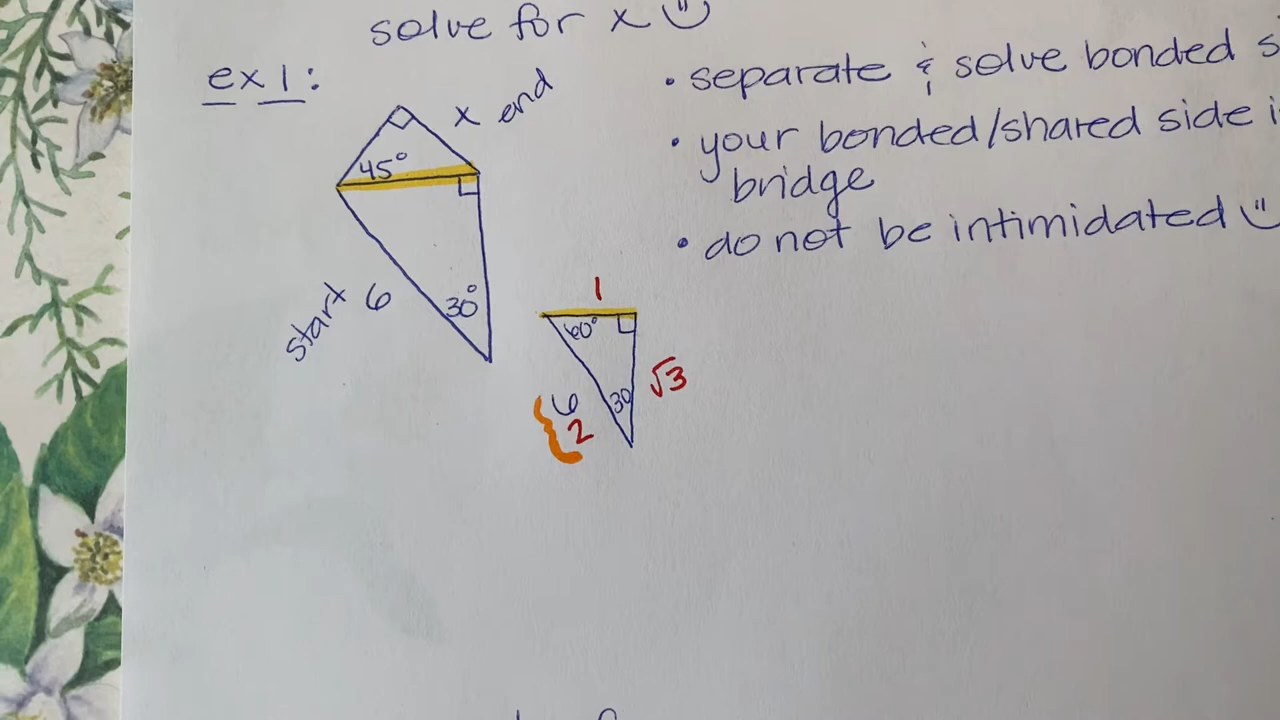 solve for x
ex 1:
x end
45°
start 6
30°
• separate & solve bonded
• your bonded/shared side
bridge
• do not be intimidated
1
60°
√3
6
30
2